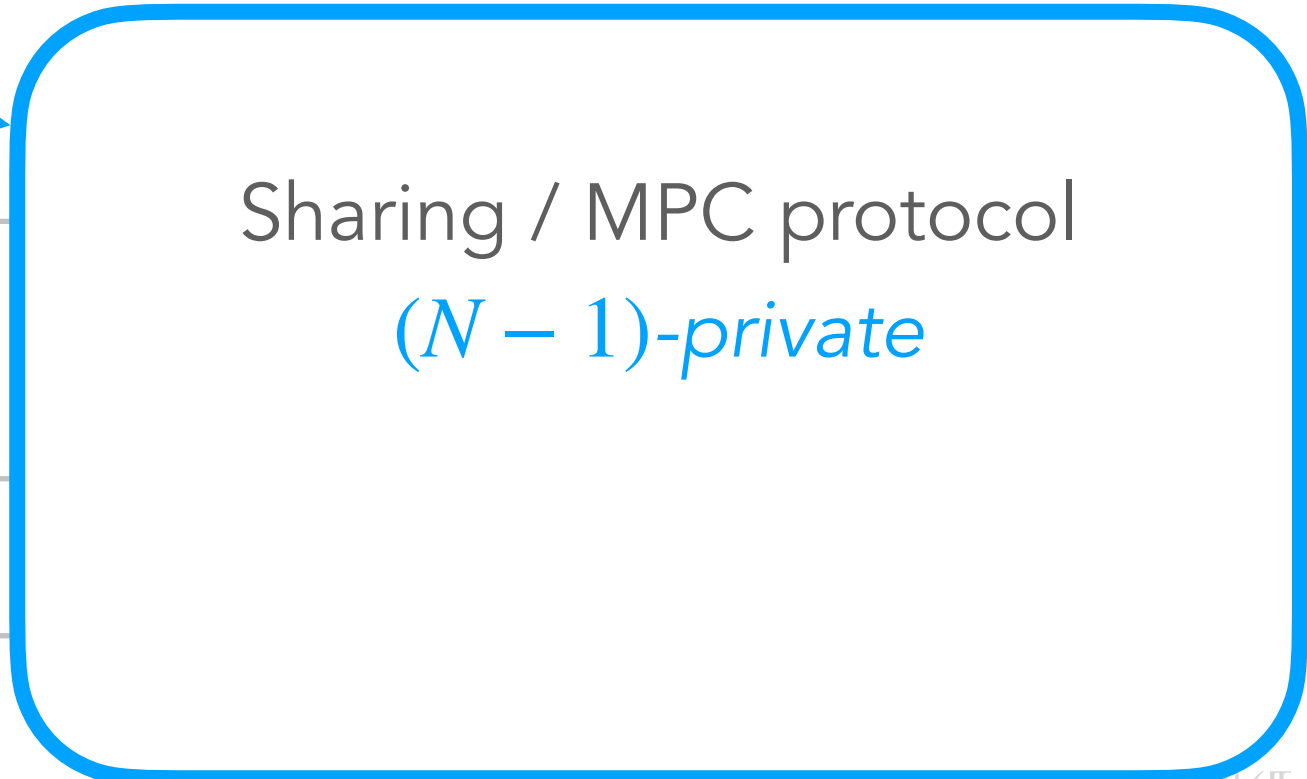 Sharing / MPC protocol
(N − 1)-private